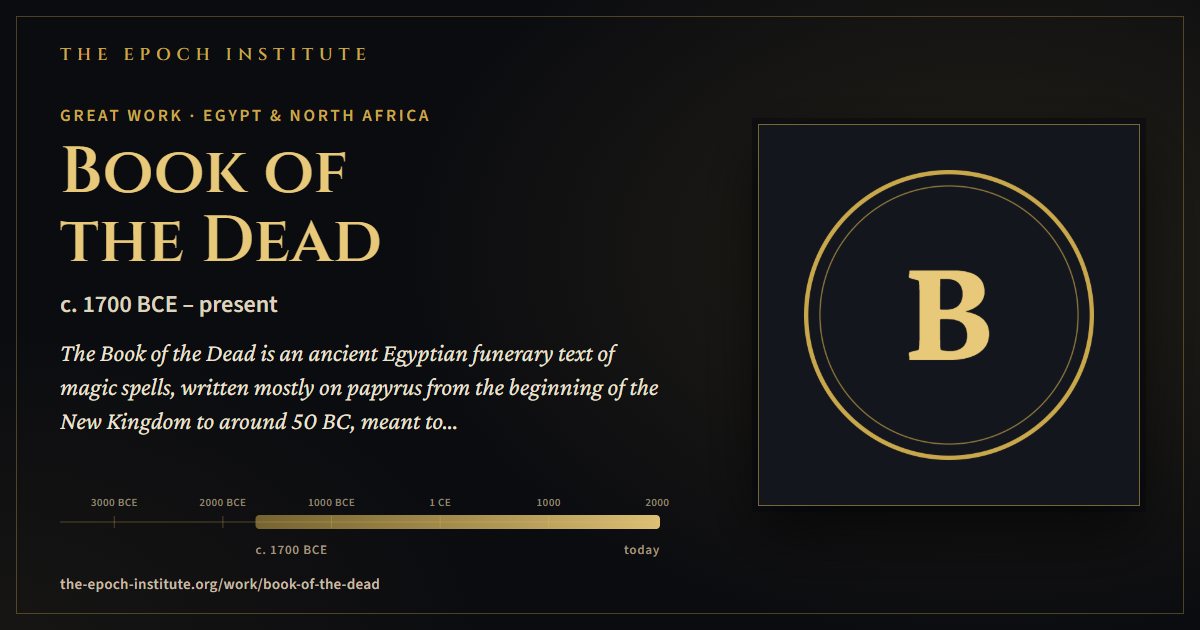 THE EPOCH INSTITUTE
GREAT WORK · EGYPT & NORTH AFRICA
BOOK OF
THE DEAD
c. 1700 BCE – present
The Book of the Dead is an ancient Egyptian funerary text of
magic spells, written mostly on papyrus from the beginning of the
New Kingdom to around 50 BC, meant to...
B
3000 BCE 2000 BCE 1000 BCE 1 CE 1000 2000
c. 1700 BCE today
the-epoch-institute.org/work/book-of-the-dead